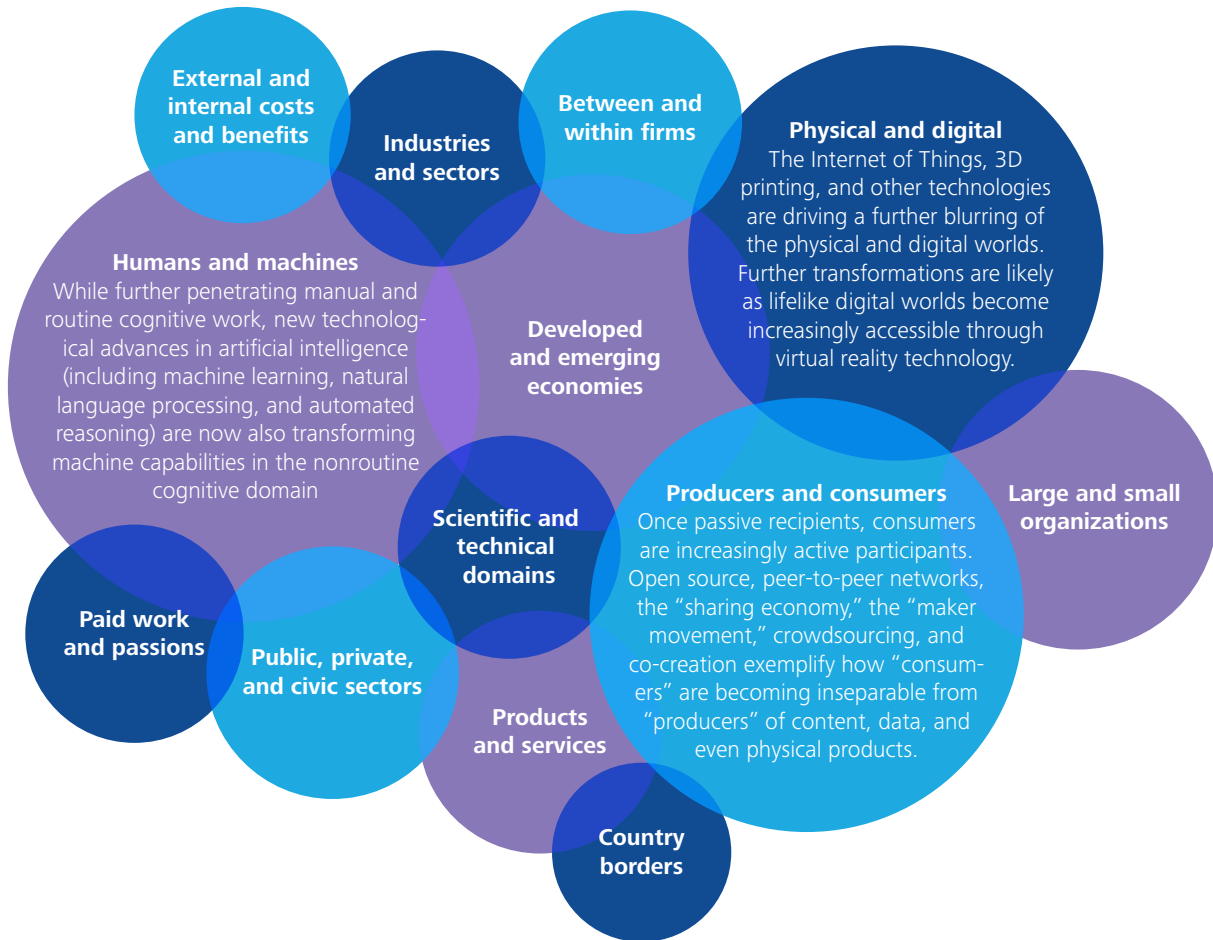 External and
internal costs
and benefits
Industries
and sectors
Between and
within firms
Physical and digital
The Internet of Things, 3D
printing, and other technologies
are driving a further blurring of
the physical and digital worlds.
Further transformations are likely
as lifelike digital worlds become
increasingly accessible through
virtual reality technology.
Humans and machines
While further penetrating manual and
routine cognitive work, new technolog-
ical advances in artificial intelligence
(including machine learning, natural
language processing, and automated
reasoning) are now also transforming
machine capabilities in the nonroutine
cognitive domain
Developed
and emerging
economies
Scientific and
technical
domains
Producers and consumers
Once passive recipients, consumers
are increasingly active participants.
Open source, peer-to-peer networks,
the “sharing economy,” the “maker
movement,” crowdsourcing, and
co-creation exemplify how “consum-
ers” are becoming inseparable from
“producers” of content, data, and
even physical products.
Large and small
organizations
Paid work
and passions
Public, private,
and civic sectors
Products
and services
Country
borders